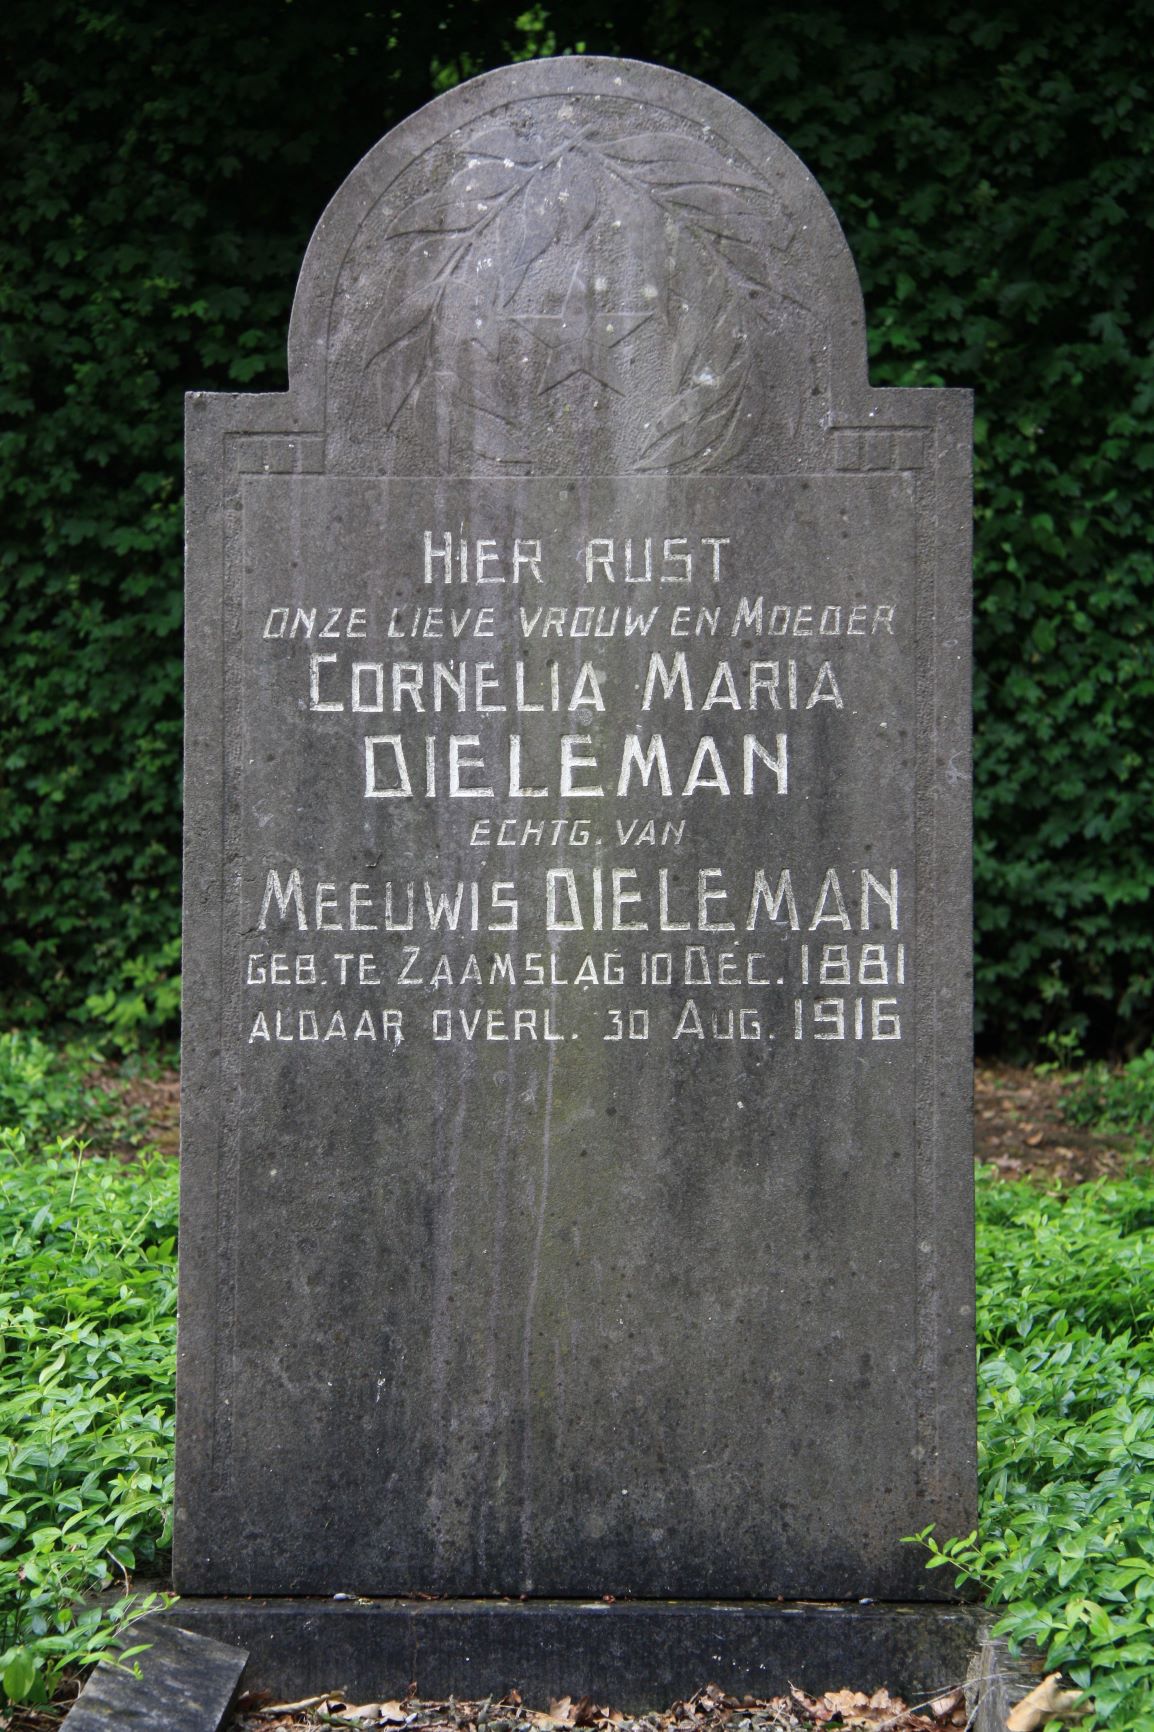 HIER RUST
ONZE LIEVE VROUW EN MOEDER
CORNELIA MARIA
DIELEMAN
ECHTG. VAN
MEEUWIS DIELEMAN
GEB. TE ZAAMSLAG 10 DEC. 1881
ALDAAR OVERL. 30 AUG. 1916